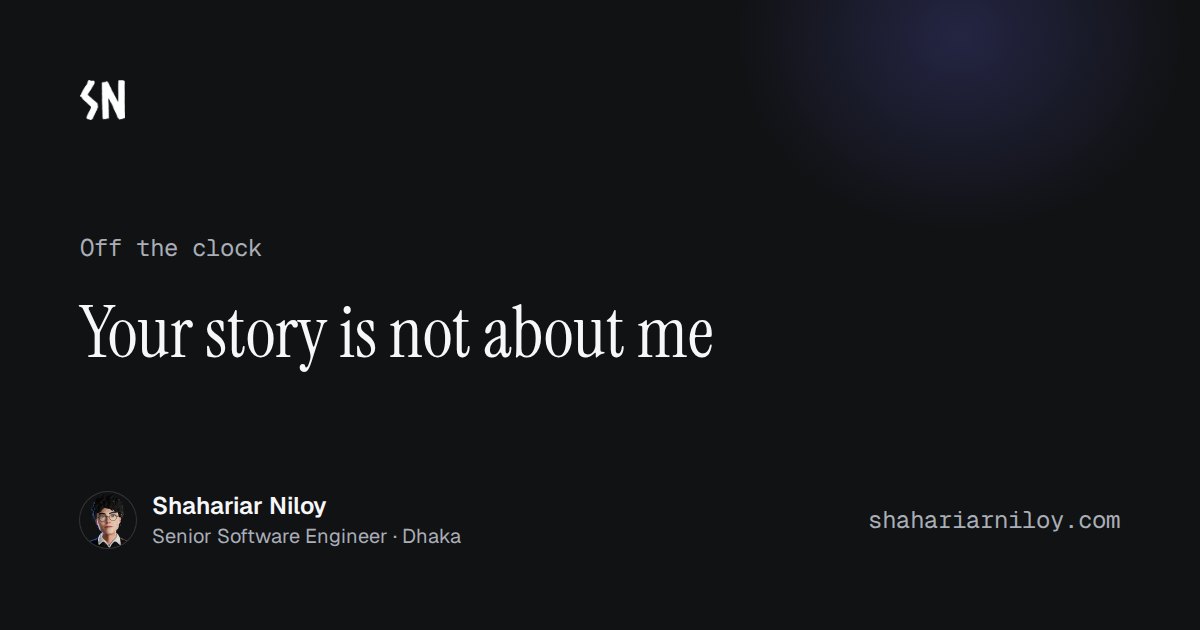 SN
Off the clock
Your story is not about me
Shahariar Niloy
Senior Software Engineer · Dhaka
shahariarniloy.com